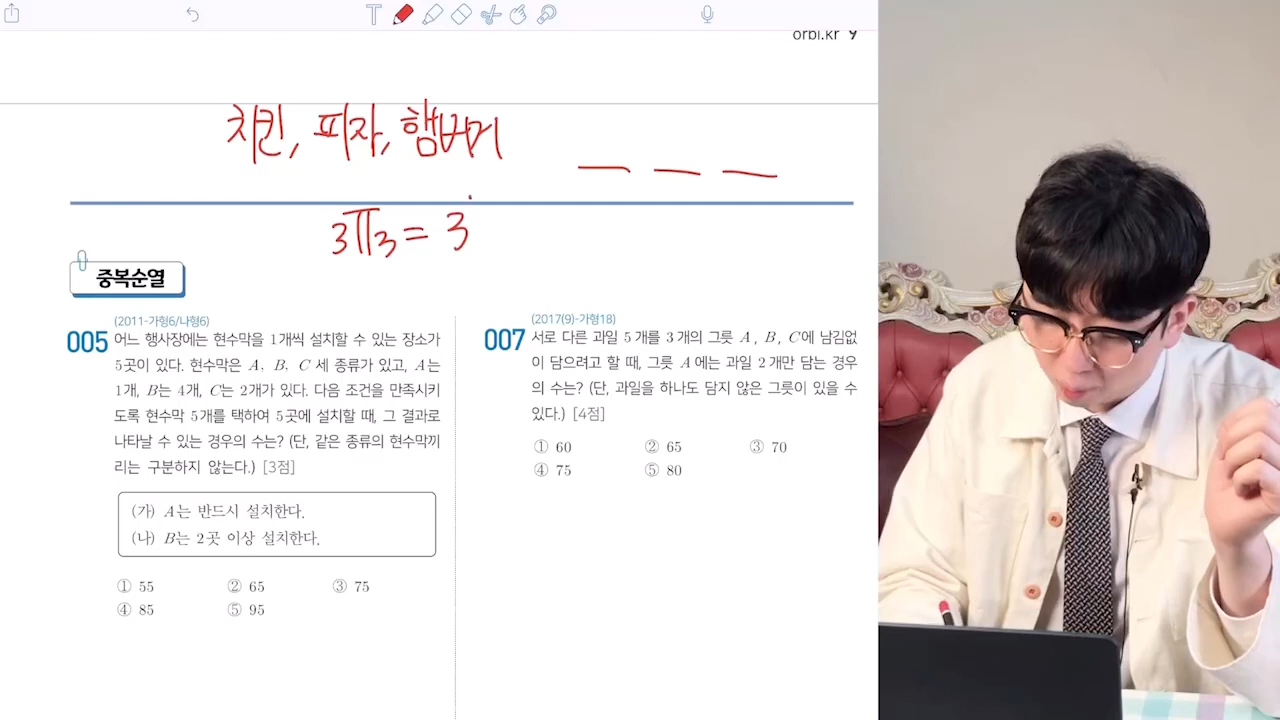 orbi.kr 9
치킨, 피자, 햄버거
₃Π₃ = 3
중복순열
(2011-가형6/나형6)
005 어느 행사장에는 현수막을 1개씩 설치할 수 있는 장소가
5곳이 있다. 현수막은 A, B, C 세 종류가 있고, A는
1개, B는 4개, C는 2개가 있다. 다음 조건을 만족시키
도록 현수막 5개를 택하여 5곳에 설치할 때, 그 결과로
나타날 수 있는 경우의 수는? (단, 같은 종류의 현수막끼
리는 구분하지 않는다.) [3점]
(가) A는 반드시 설치한다.
(나) B는 2곳 이상 설치한다.
① 55 ② 65 ③ 75
④ 85 ⑤ 95
(2017(9)-가형18)
007 서로 다른 과일 5개를 3개의 그릇 A, B, C에 남김없
이 담으려고 할 때, 그릇 A에는 과일 2개만 담는 경우
의 수는? (단, 과일을 하나도 담지 않은 그릇이 있을 수
있다.) [4점]
① 60 ② 65 ③ 70
④ 75 ⑤ 80